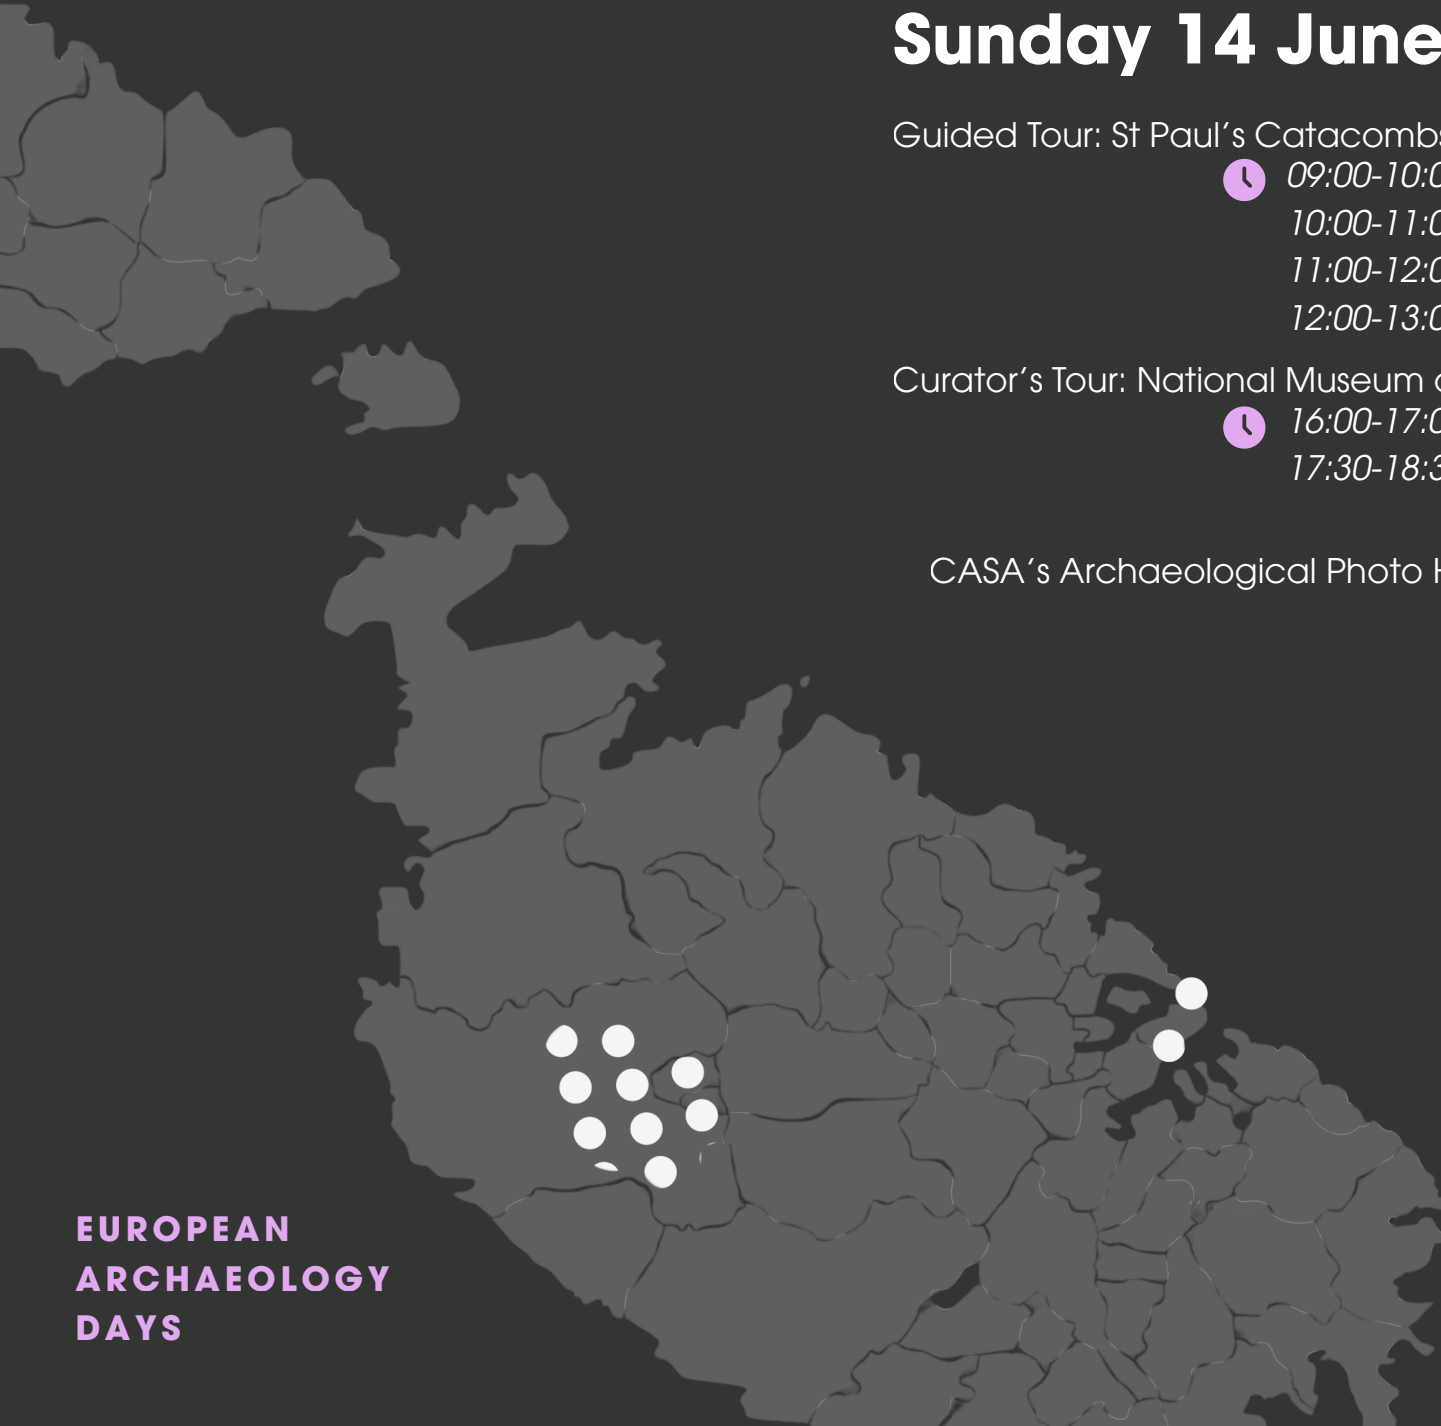 Sunday 14 June
Guided Tour: St Paul’s Catacombs
09:00-10:0
10:00-11:0
11:00-12:0
12:00-13:0
Curator’s Tour: National Museum
16:00-17:0
17:30-18:3
CASA’s Archaeological Photo
EUROPEAN
ARCHAEOLOGY
DAYS